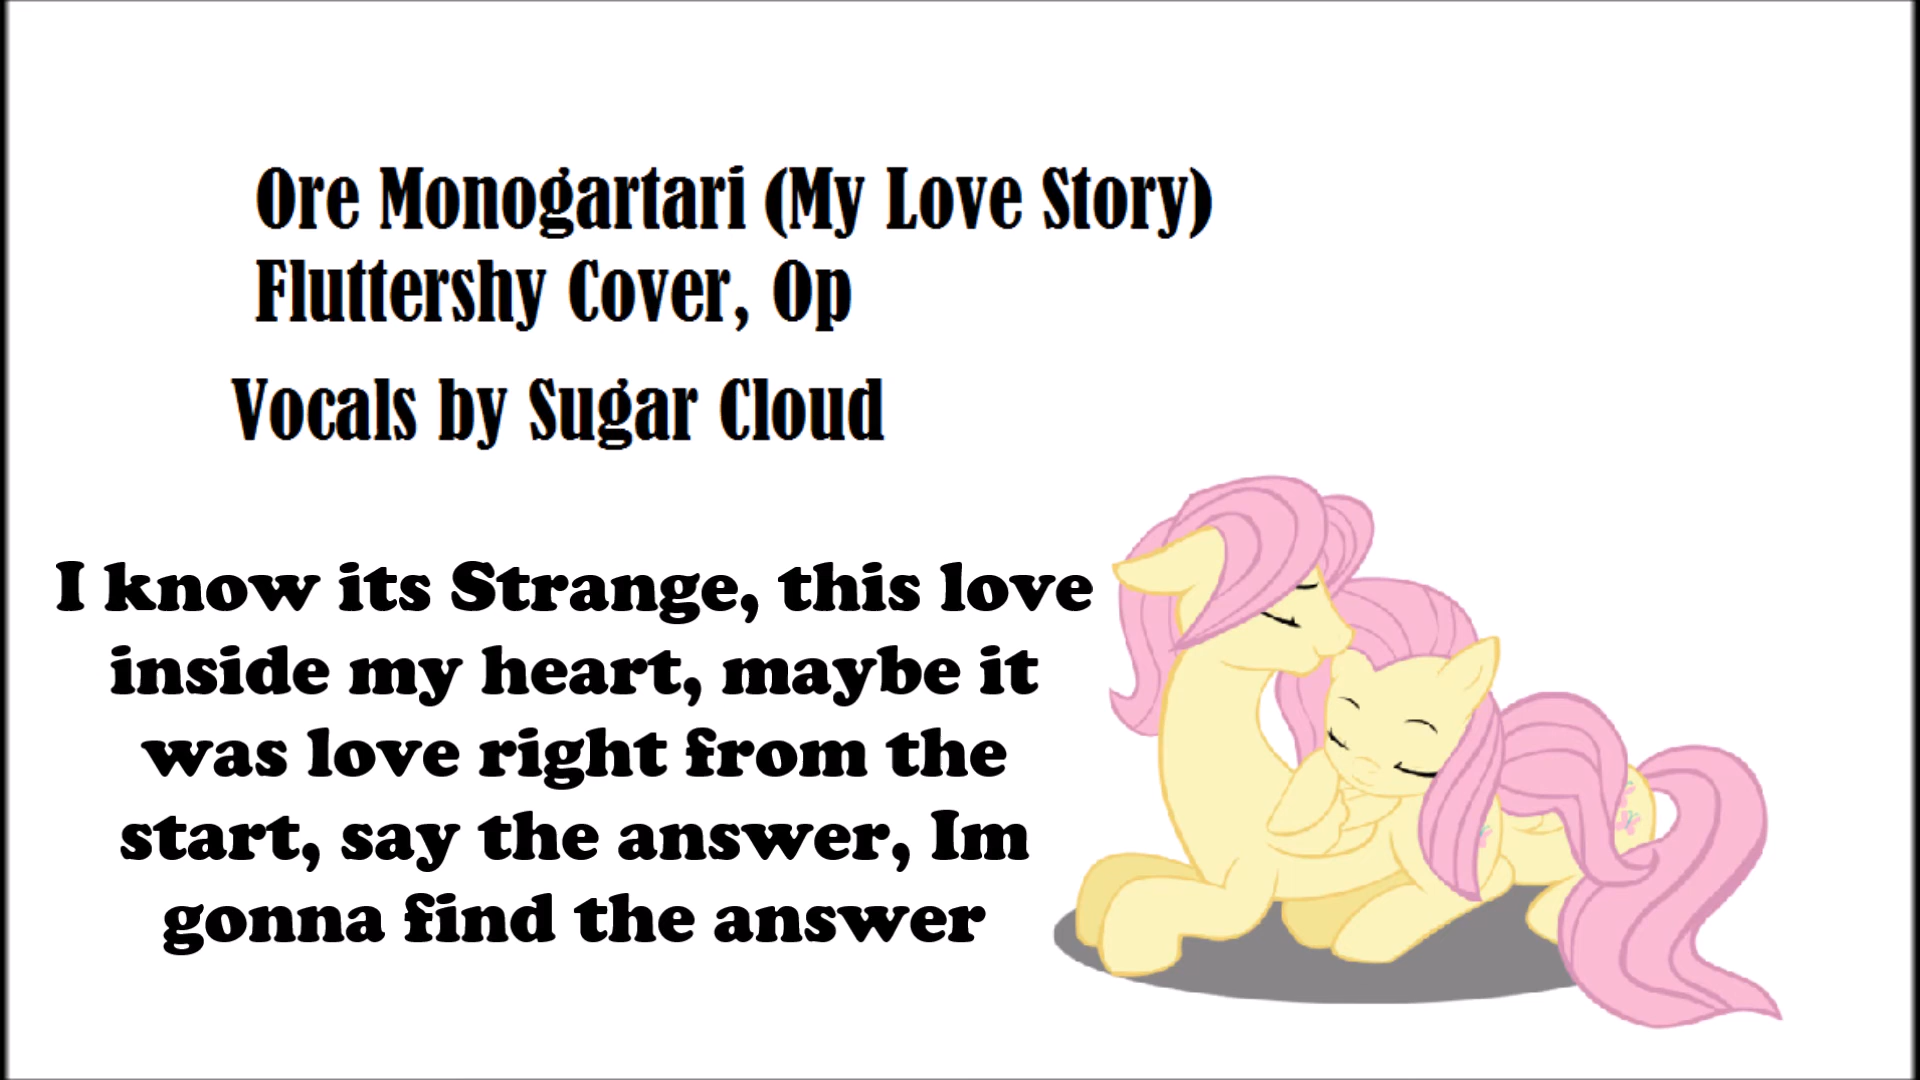 Ore Monogartari (My Love Story)
Fluttershy Cover, Op
Vocals by Sugar Cloud
I know its Strange, this love
inside my heart, maybe it
was love right from the
start, say the answer, Im
gonna find the answer